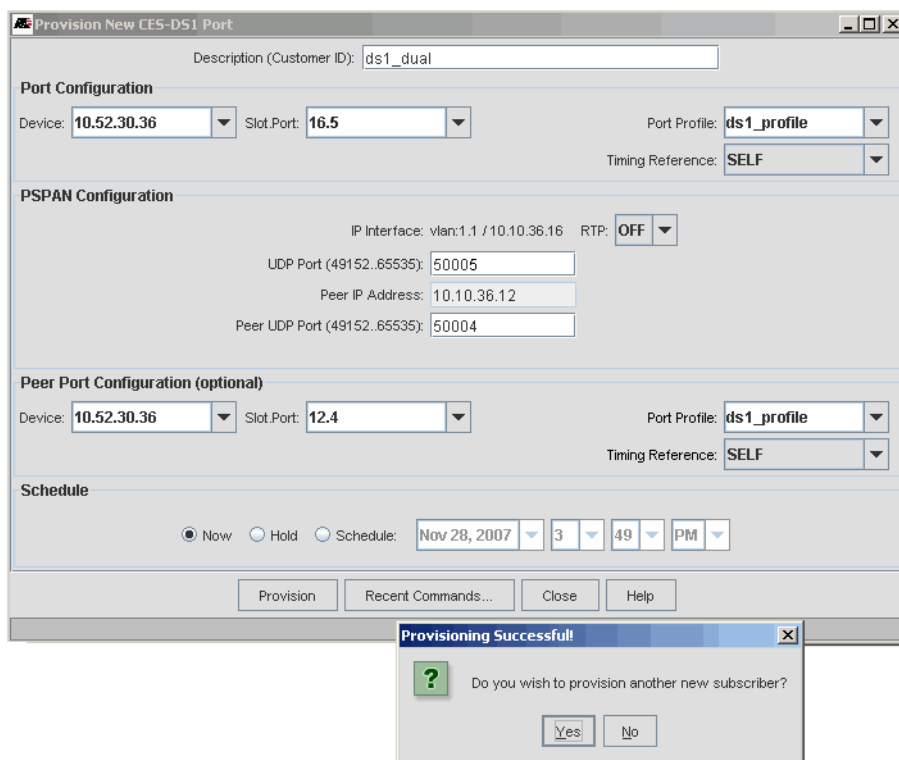 Provision New CES-DS1 Port
Description (Customer ID): ds1_dual
Port Configuration
Device: 10.52.30.36 Slot.Port: 16.5 Port Profile: ds1_profile
Timing Reference: SELF
PSPAN Configuration
IP Interface: vlan:1.1 / 10.10.36.16 RTP: OFF
UDP Port (49152..65535): 50005
Peer IP Address: 10.10.36.12
Peer UDP Port (49152..65535): 50004
Peer Port Configuration (optional)
Device: 10.52.30.36 Slot.Port: 12.4 Port Profile: ds1_profile
Timing Reference: SELF
Schedule
Now Hold Schedule: Nov 28, 2007 3 49 PM
Provision Recent Commands... Close Help
Provisioning Successful!
Do you wish to provision another new subscriber?
Yes No